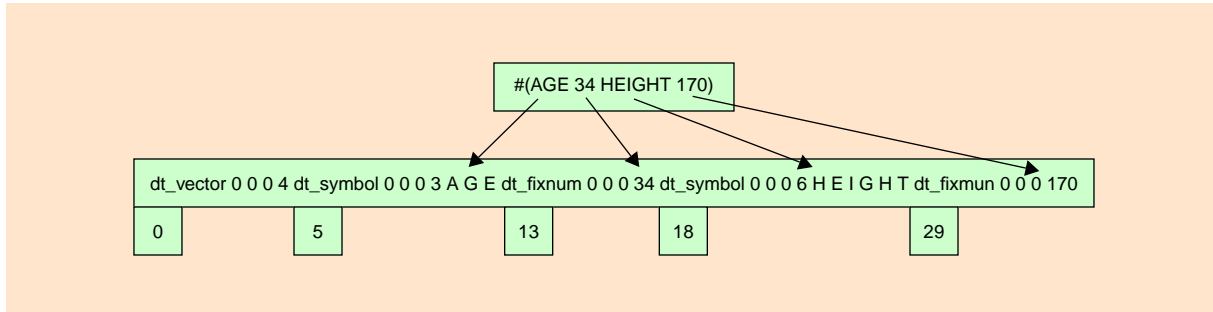 #(AGE 34 HEIGHT 170)
dt_vector 0 0 0 4 dt_symbol 0 0 0 3 A G E dt_fixnum 0 0 0 34 dt_symbol 0 0 0 6 H E I G H T dt_fixmun 0 0 0 170
0 5 13 18 29